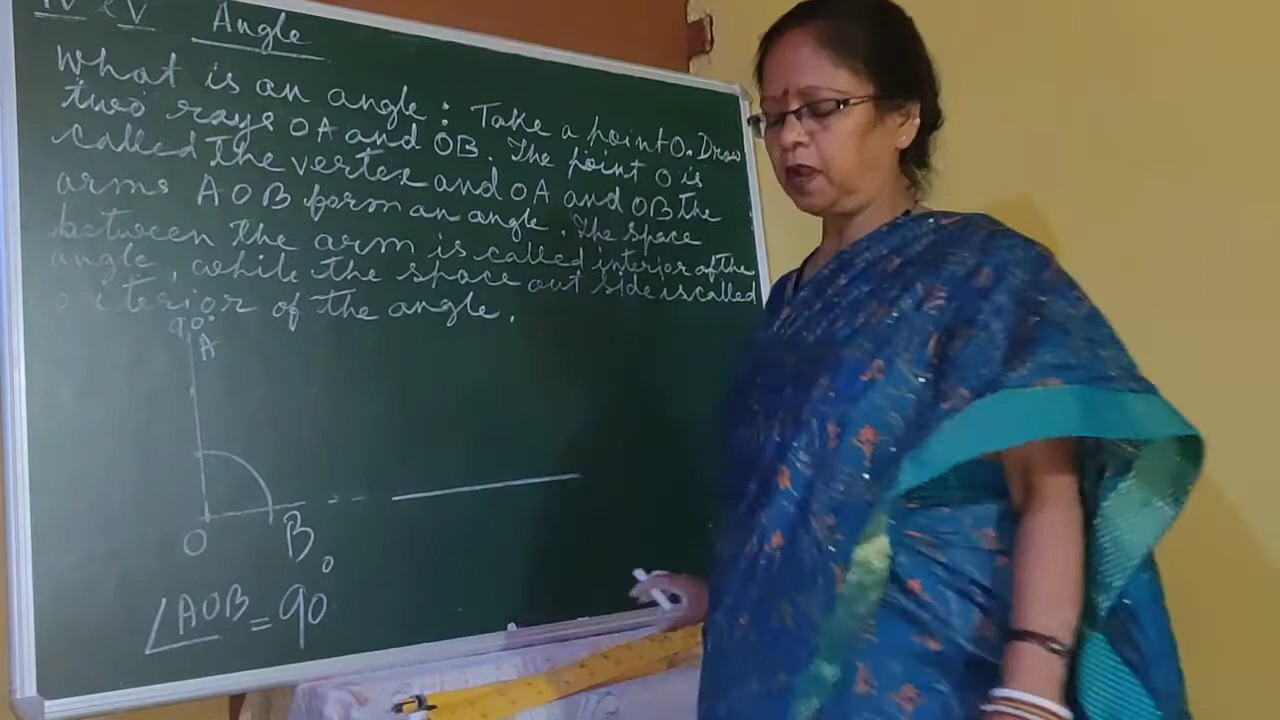 IV & V Angle
What is an angle : Take a point O. Draw
two rays OA and OB. The point O is
called the vertex and OA and OB the
arms AOB form an angle. The space
between the arm is called interior of the
angle, while the space out side is called
iterior of the angle.
90°
A
O B
∠AOB = 90°